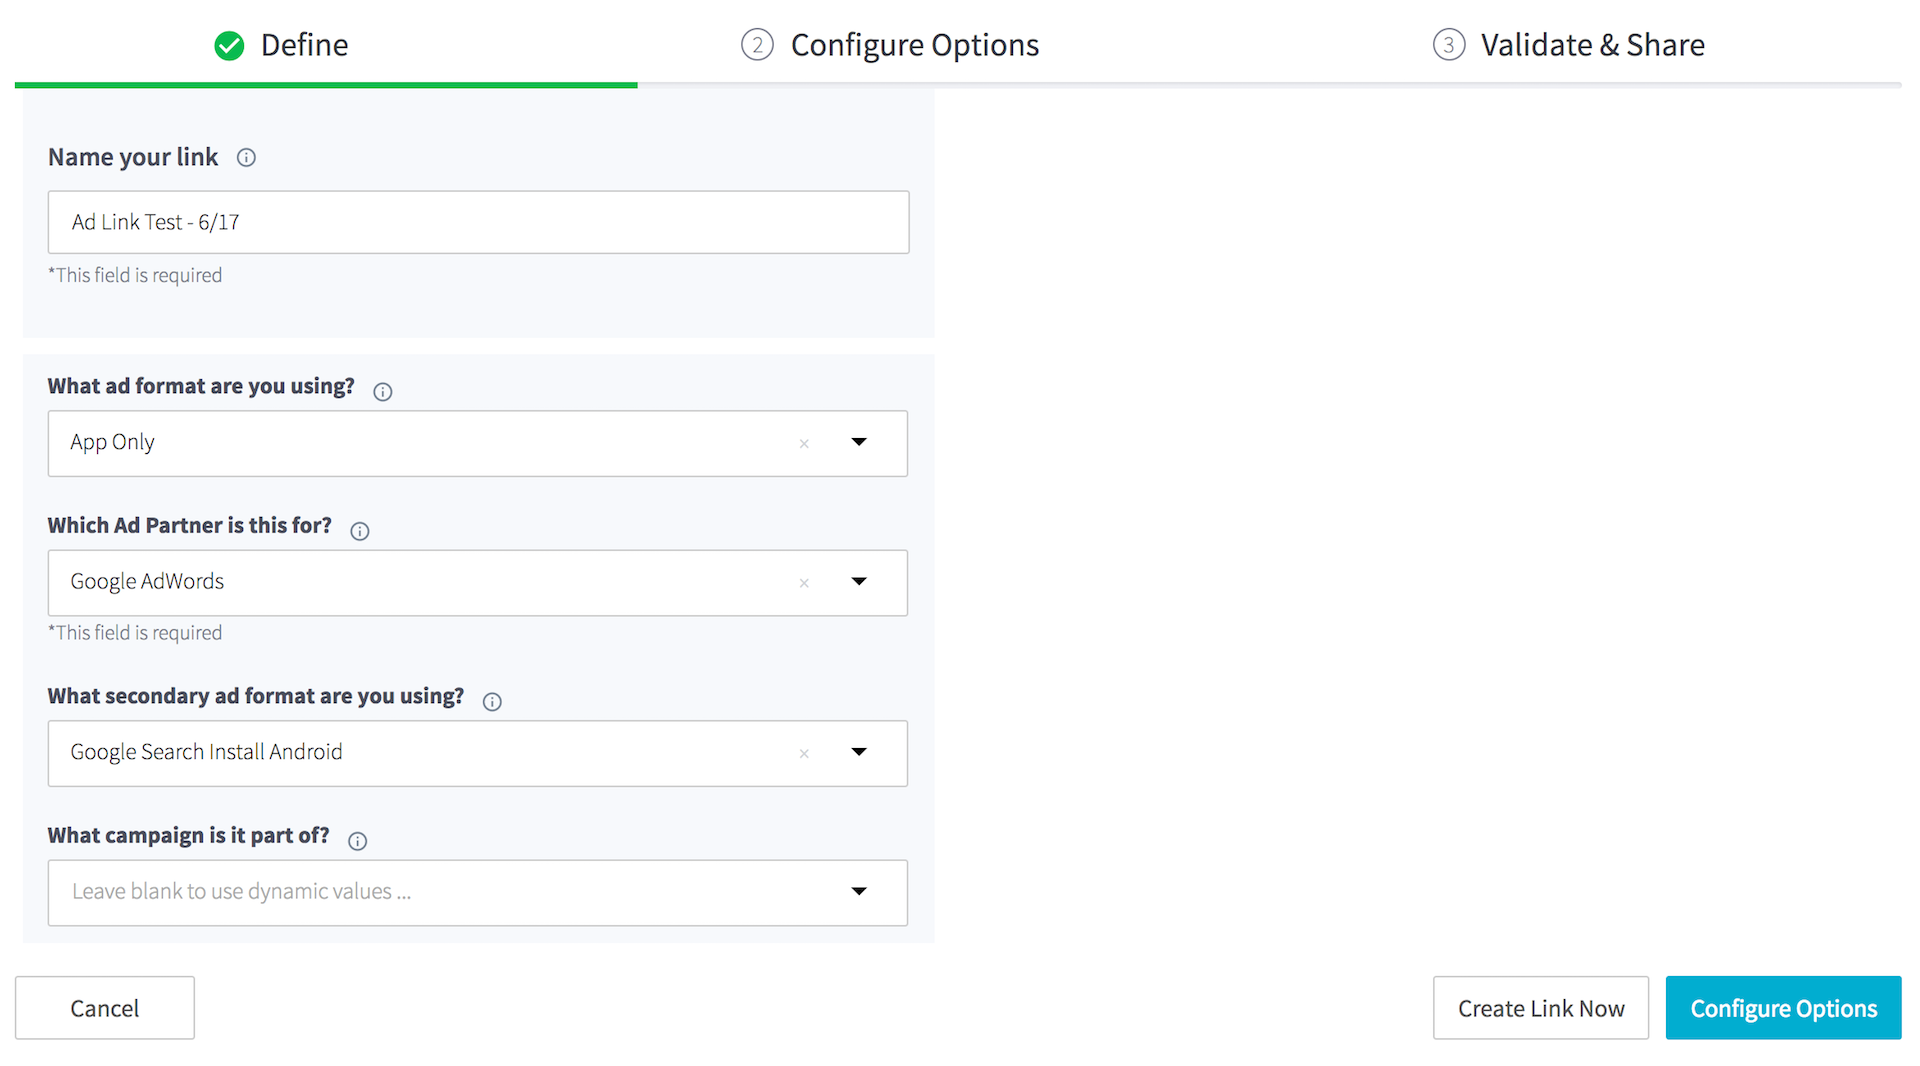 Define
2 Configure Options
3 Validate & Share
Name your link
Ad Link Test - 6/17
*This field is required
What ad format are you using?
App Only
Which Ad Partner is this for?
Google AdWords
*This field is required
What secondary ad format are you using?
Google Search Install Android
What campaign is it part of?
Leave blank to use dynamic values ...
Cancel
Create Link Now
Configure Options